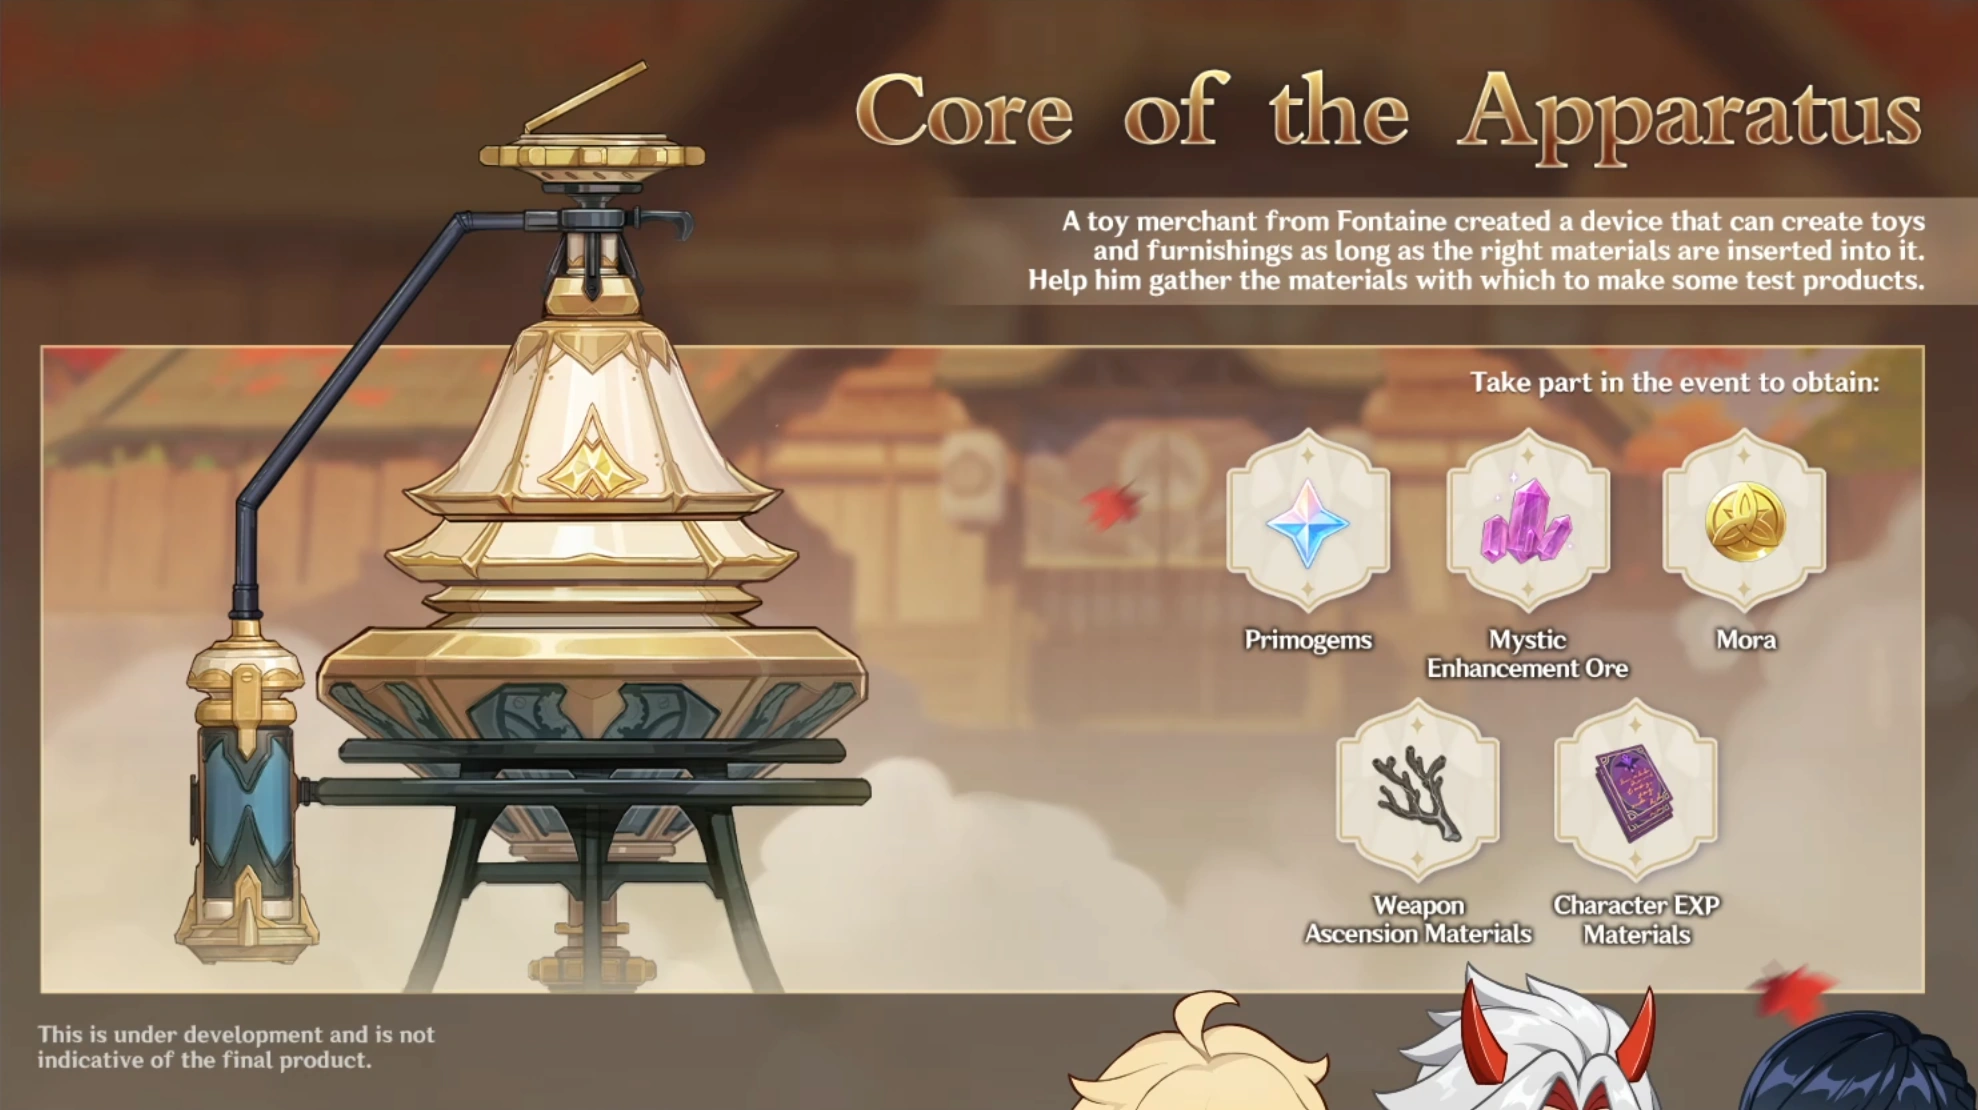 Core of the Apparatus
A toy merchant from Fontaine created a device that can create toys
and furnishings as long as the right materials are inserted into it.
Help him gather the materials with which to make some test products.
Take part in the event to obtain:
Primogems
Mystic
Enhancement Ore
Mora
Weapon
Ascension Materials
Character EXP
Materials
This is under development and is not
indicative of the final product.